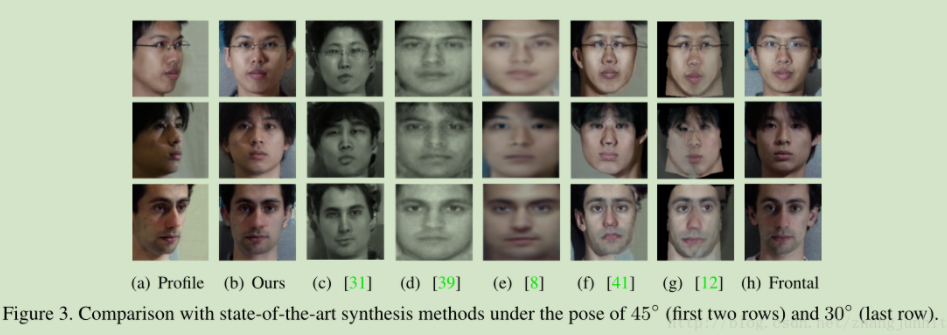 (a) Profile (b) Ours (c) [31] (d) [39] (e) [8] (f) [41] (g) [12] (h) Frontal
Figure 3. Comparison with state-of-the-art synthesis methods under the pose of 45° (first two rows) and 30° (last row).